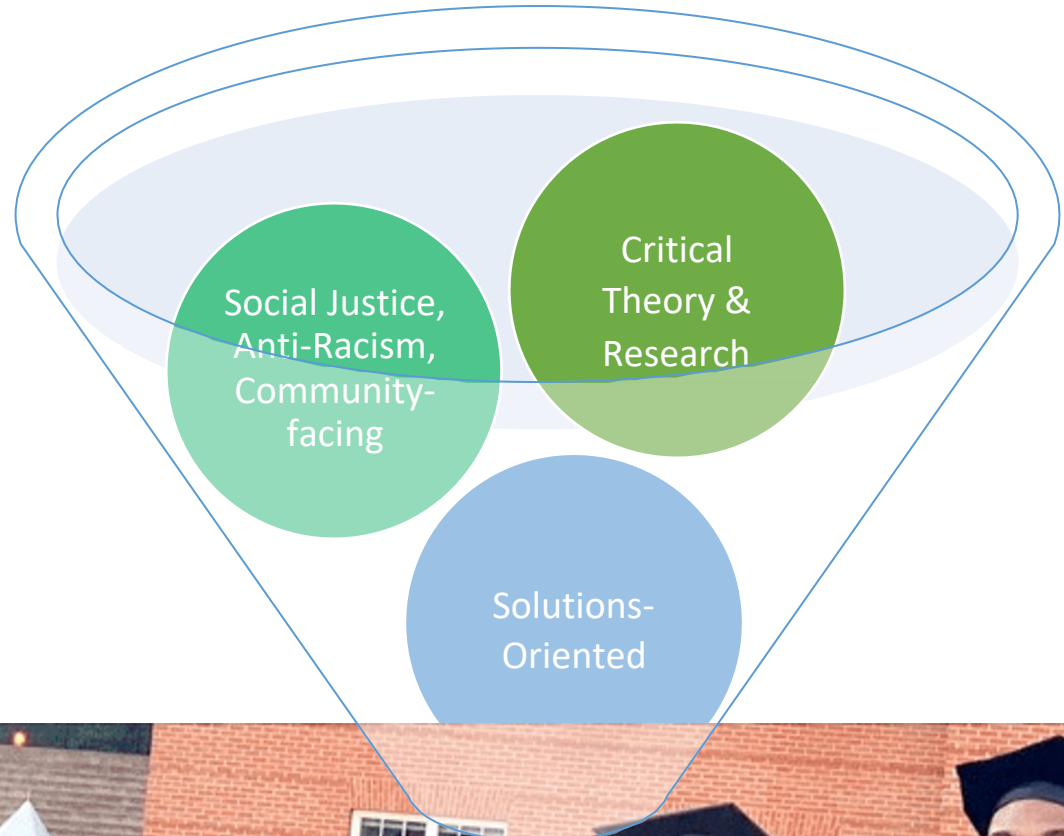 Social Justice,
Anti-Racism,
Community-
facing
Critical
Theory &
Research
Solutions-
Oriented